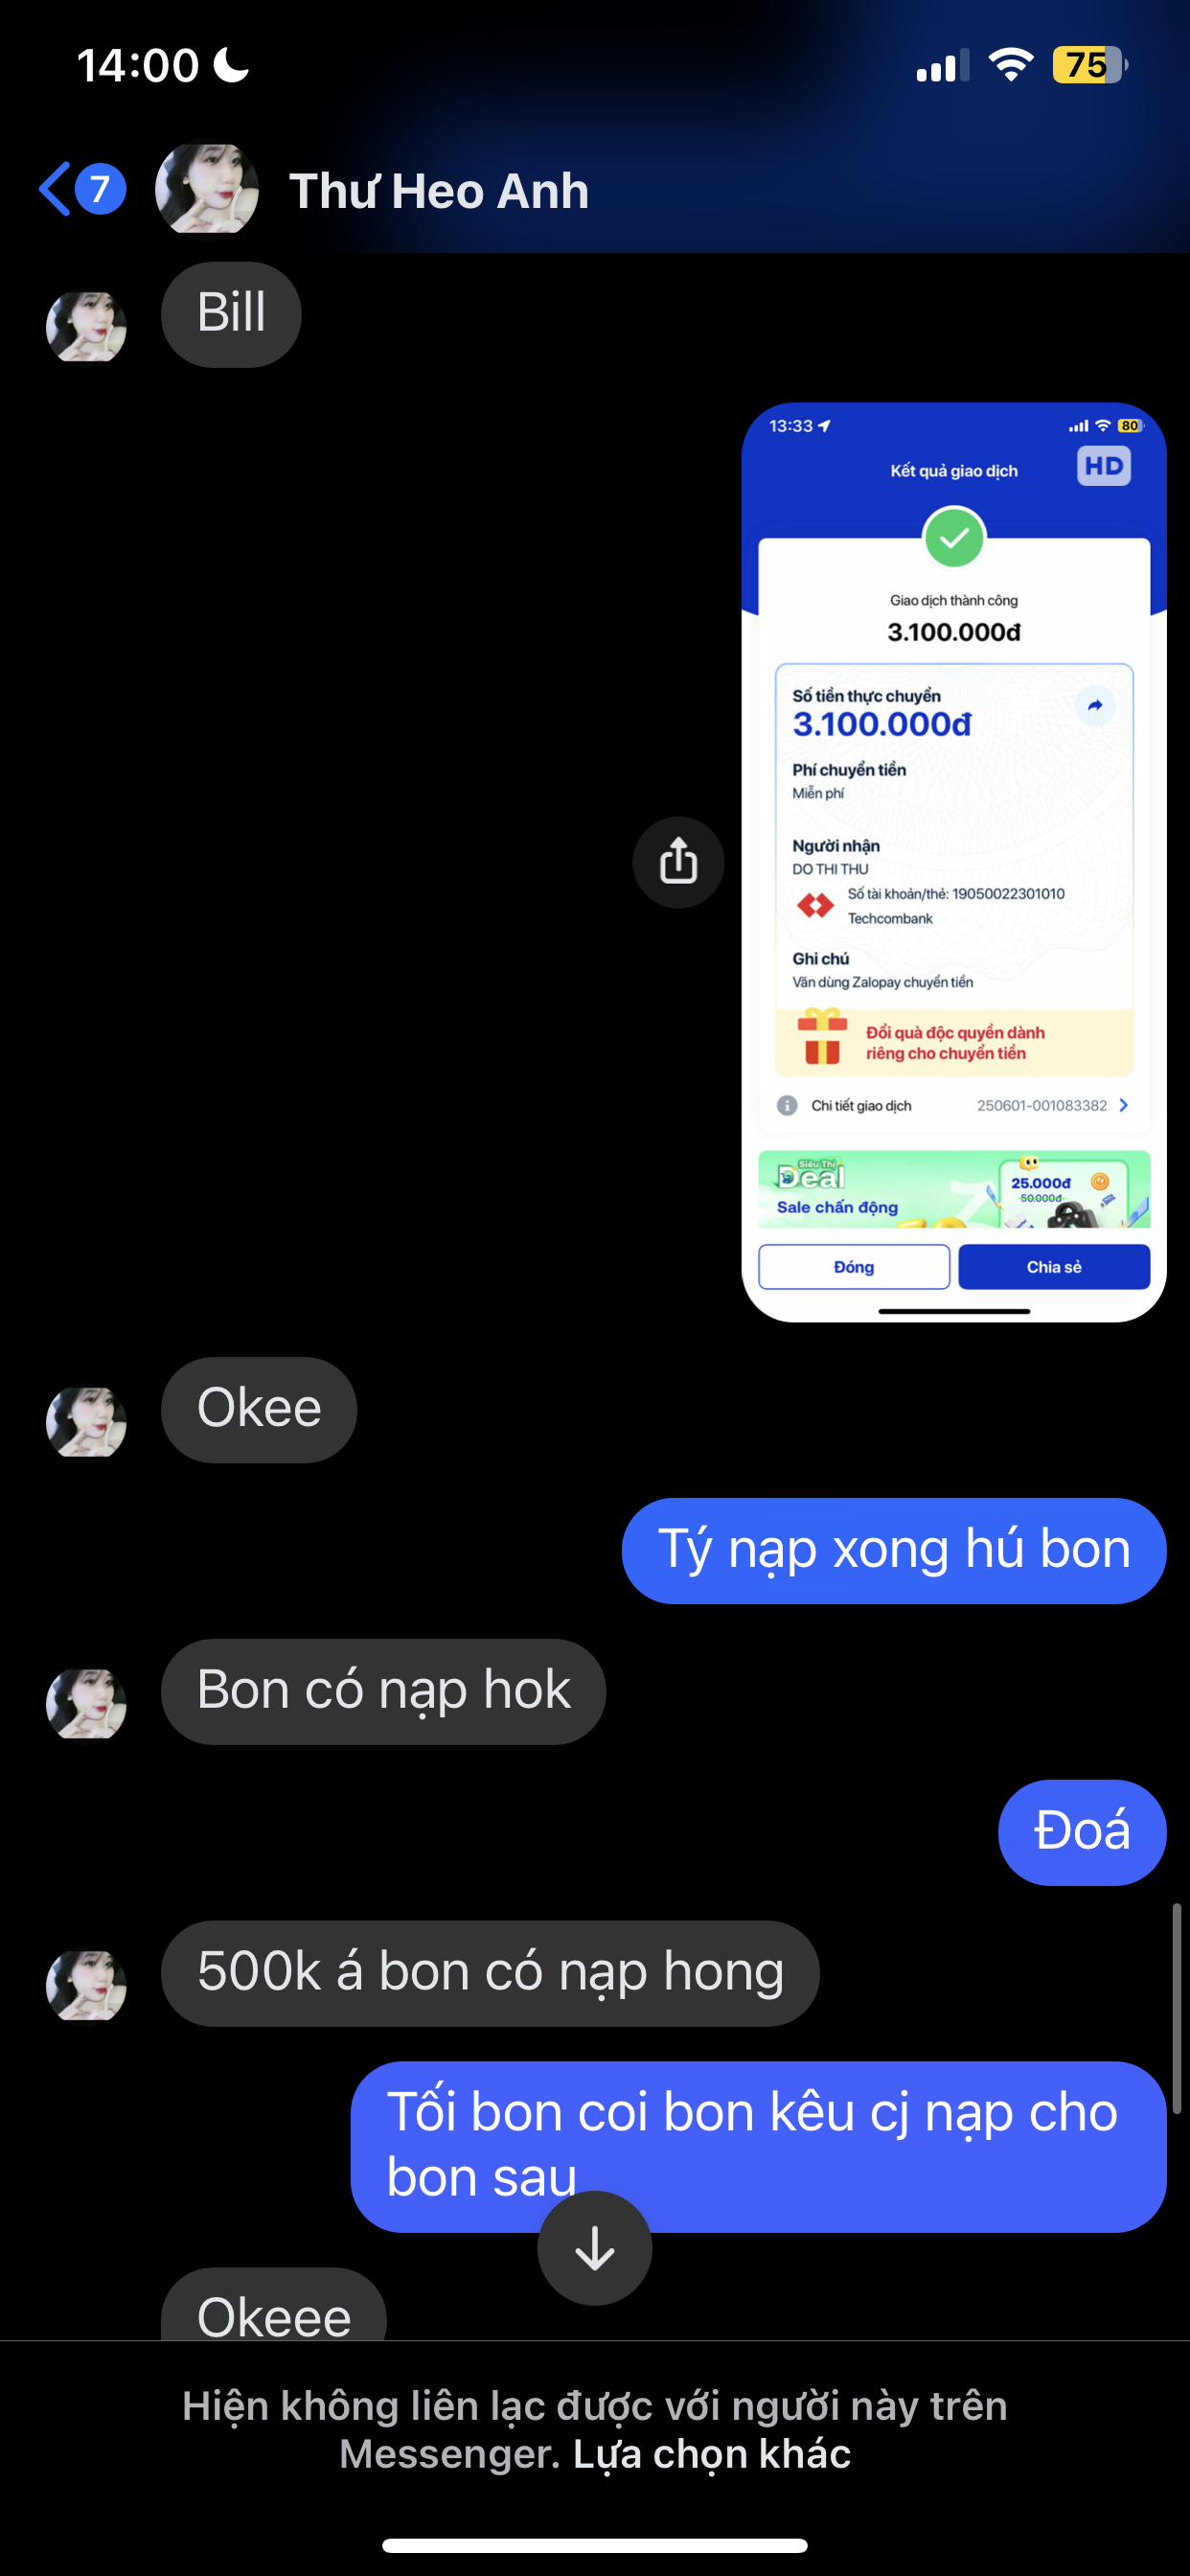 14:00
75
7
Thư Heo Anh
Bill
13:33
80
Kết quả giao dịch
HD
Giao dịch thành công
3.100.000đ
Số tiền thực chuyển
3.100.000đ
Phí chuyển tiền
Miễn phí
Người nhận
DO THI THU
Số tài khoản/thẻ: 19050022301010
Techcombank
Ghi chú
Văn dùng Zalopay chuyển tiền
Đổi quà độc quyền dành
riêng cho chuyển tiền
Chi tiết giao dịch
250601-001083382
Siêu Thị
Deal
Sale chấn động
25.000đ
50.000đ
Đóng
Chia sẻ
Okee
Tý nạp xong hú bon
Bon có nạp hok
Đoá
500k á bon có nạp hong
Tối bon coi bon kêu cj nạp cho
bon sau
Okeee
Hiện không liên lạc được với người này trên
Messenger. Lựa chọn khác